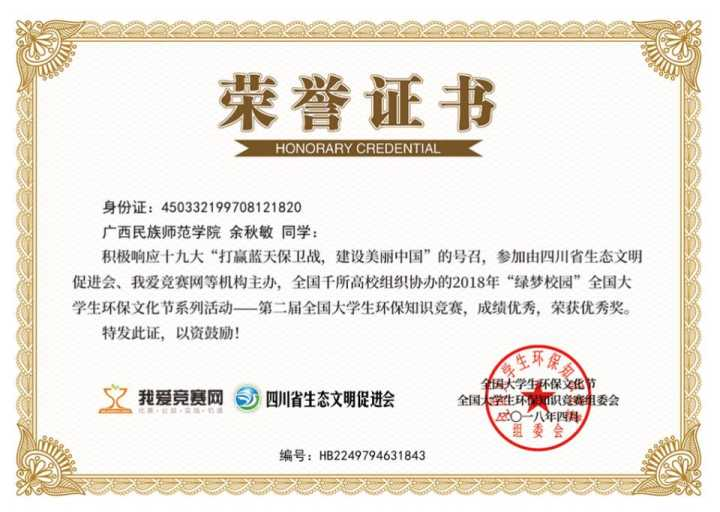 荣誉证书
HONORARY CREDENTIAL
身份证：450332199708121820
广西民族师范学院 余秋敏 同学：
积极响应十九大“打赢蓝天保卫战，建设美丽中国”的号召，参加由四川省生态文明
促进会、我爱竞赛网等机构主办，全国千所高校组织协办的2018年“绿梦校园”全国大
学生环保文化节系列活动——第二届全国大学生环保知识竞赛，成绩优秀，荣获优秀奖。
特发此证，以资鼓励！
我爱竞赛网
四川省生态文明促进会
全国大学生环保文化节
全国大学生环保知识竞赛组委会
二〇一八年四月
组委会
编号：HB2249794631843